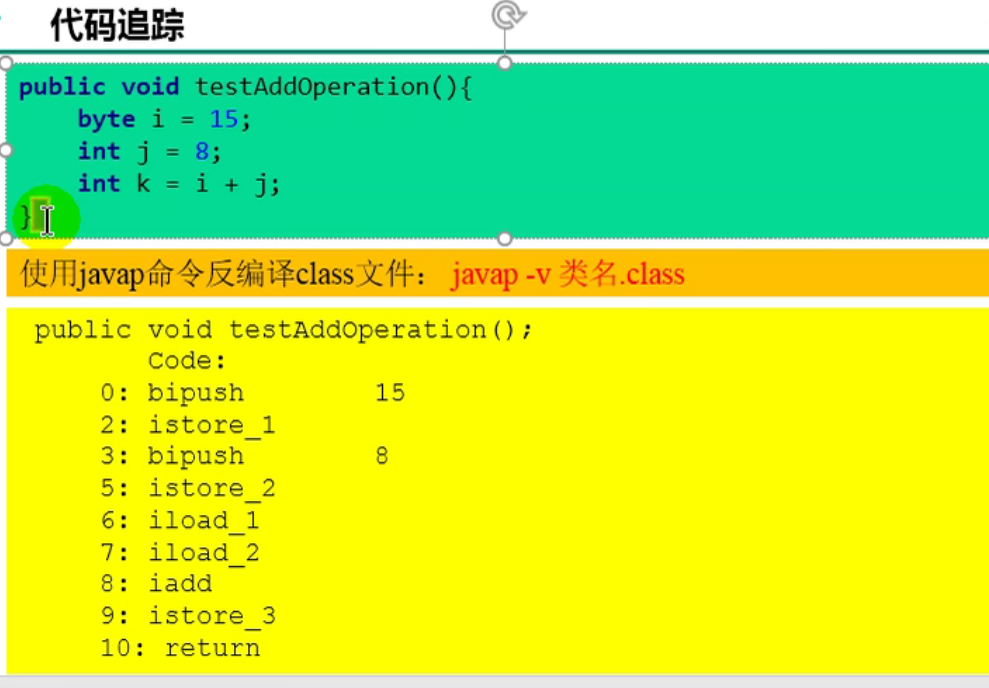 代码追踪
public void testAddOperation(){
    byte i = 15;
    int j = 8;
    int k = i + j;
}
使用javap命令反编译class文件： javap -v 类名.class
public void testAddOperation();
       Code:
    0: bipush        15
    2: istore_1
    3: bipush        8
    5: istore_2
    6: iload_1
    7: iload_2
    8: iadd
    9: istore_3
    10: return